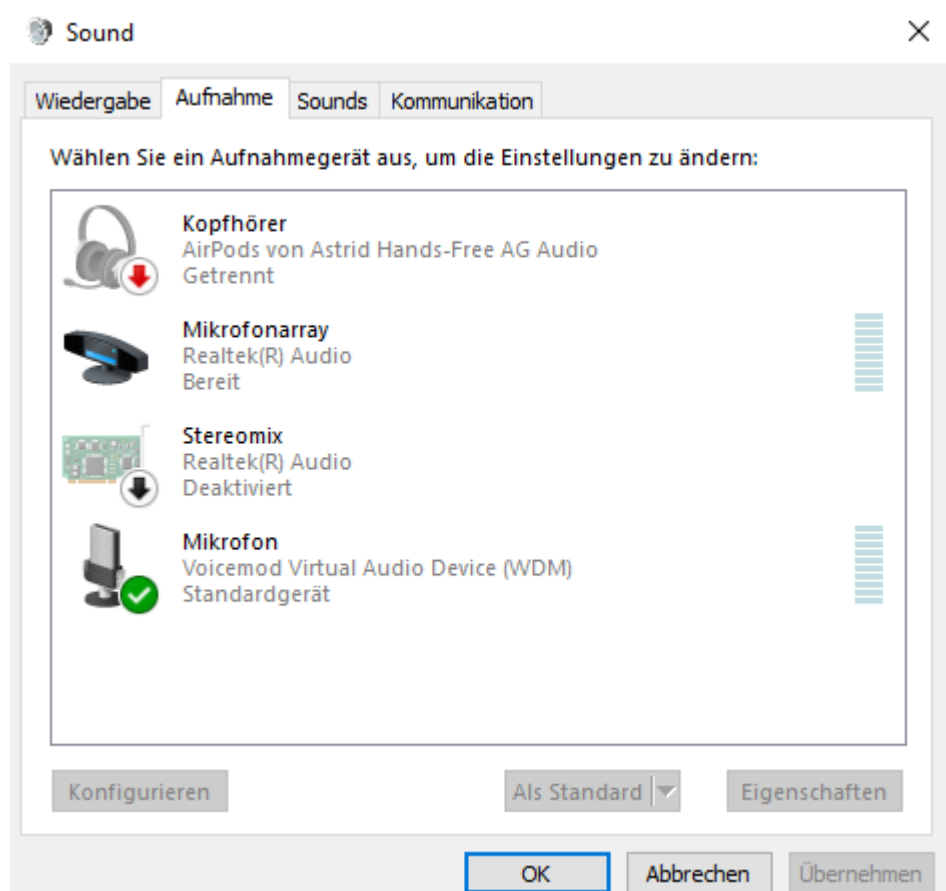 Sound
Wiedergabe Aufnahme Sounds Kommunikation
Wählen Sie ein Aufnahmegerät aus, um die Einstellungen zu ändern:
Kopfhörer
AirPods von Astrid Hands-Free AG Audio
Getrennt
Mikrofonarray
Realtek(R) Audio
Bereit
Stereomix
Realtek(R) Audio
Deaktiviert
Mikrofon
Voicemod Virtual Audio Device (WDM)
Standardgerät
Konfigurieren Als Standard Eigenschaften
OK Abbrechen Übernehmen